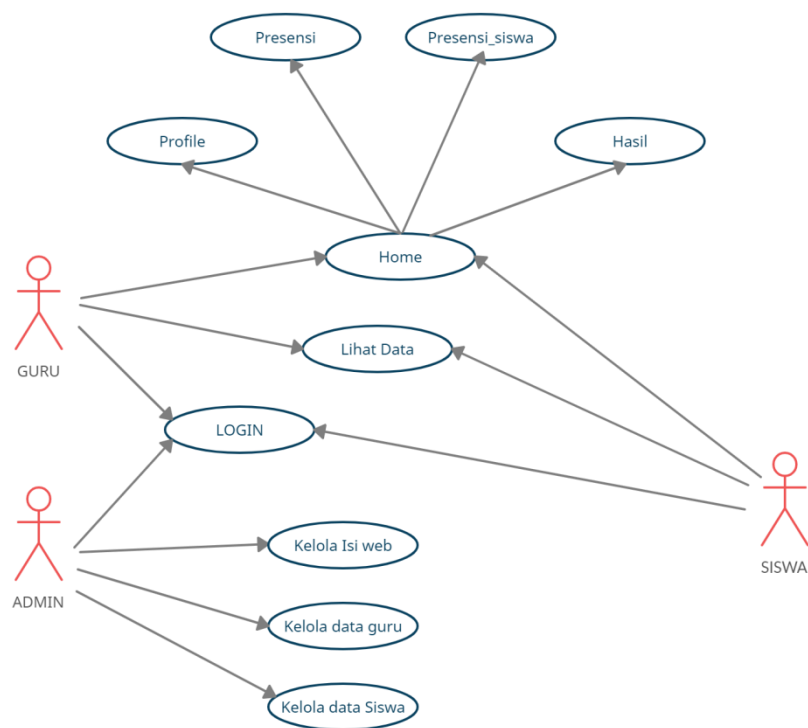 Presensi
Presensi_siswa
Profile
Hasil
Home
Lihat Data
GURU
LOGIN
Kelola Isi web
SISWA
ADMIN
Kelola data guru
Kelola data Siswa